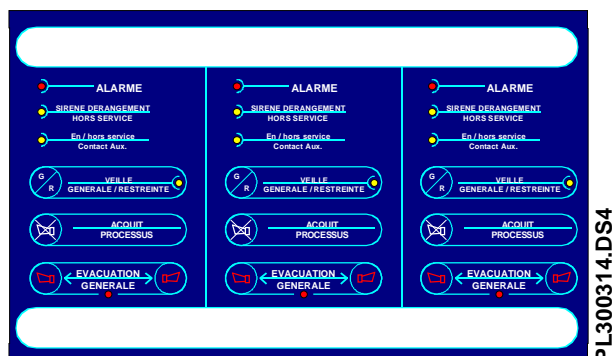 ALARME
SIRENE DERANGEMENT
HORS SERVICE
En / hors service
Contact Aux.
G
R
VEILLE
GENERALE / RESTREINTE
ACQUIT
PROCESSUS
EVACUATION
GENERALE
ALARME
SIRENE DERANGEMENT
HORS SERVICE
En / hors service
Contact Aux.
G
R
VEILLE
GENERALE / RESTREINTE
ACQUIT
PROCESSUS
EVACUATION
GENERALE
ALARME
SIRENE DERANGEMENT
HORS SERVICE
En / hors service
Contact Aux.
G
R
VEILLE
GENERALE / RESTREINTE
ACQUIT
PROCESSUS
EVACUATION
GENERALE
PL300314.DS4